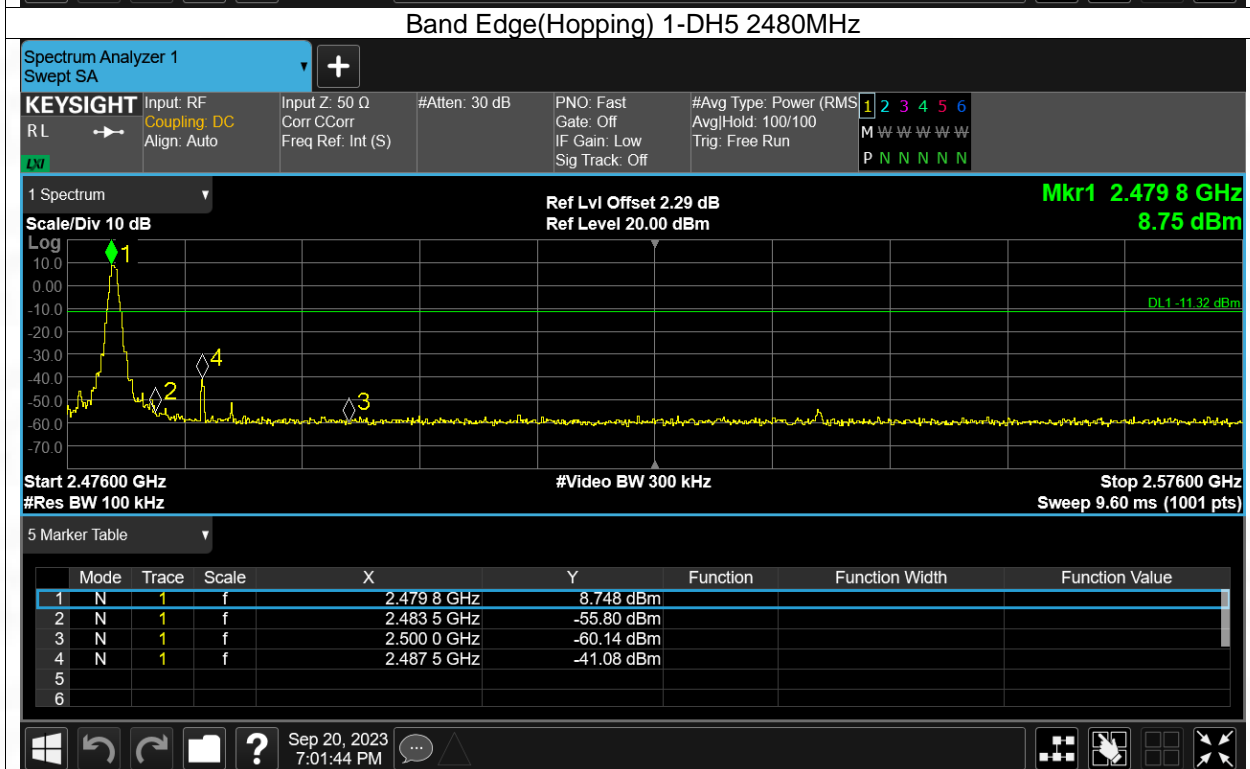 Band Edge(Hopping) 1-DH5 2480MHz
Spectrum Analyzer 1
Swept SA
+
KEYSIGHT Input: RF Input Z: 50 Ω #Atten: 30 dB PNO: Fast #Avg Type: Power (RMS 1 2 3 4 5 6
RL Coupling: DC Corr CCorr Gate: Off Avg|Hold: 100/100 M W W W W W
Align: Auto Freq Ref: Int (S) IF Gain: Low Trig: Free Run
LXI Sig Track: Off P N N N N N
1 Spectrum Ref Lvl Offset 2.29 dB Mkr1 2.479 8 GHz
Scale/Div 10 dB Ref Level 20.00 dBm 8.75 dBm
Log
1
10.0
0.00
-10.0 DL1 -11.32 dBm
-20.0
-30.0
4
-40.0
2
-50.0
3
-60.0
-70.0
Start 2.47600 GHz #Video BW 300 kHz Stop 2.57600 GHz
#Res BW 100 kHz Sweep 9.60 ms (1001 pts)
5 Marker Table
Mode Trace Scale X Y Function Function Width Function Value
1 N 1 f 2.479 8 GHz 8.748 dBm
2 N 1 f 2.483 5 GHz -55.80 dBm
3 N 1 f 2.500 0 GHz -60.14 dBm
4 N 1 f 2.487 5 GHz -41.08 dBm
5
6
? Sep 20, 2023
7:01:44 PM